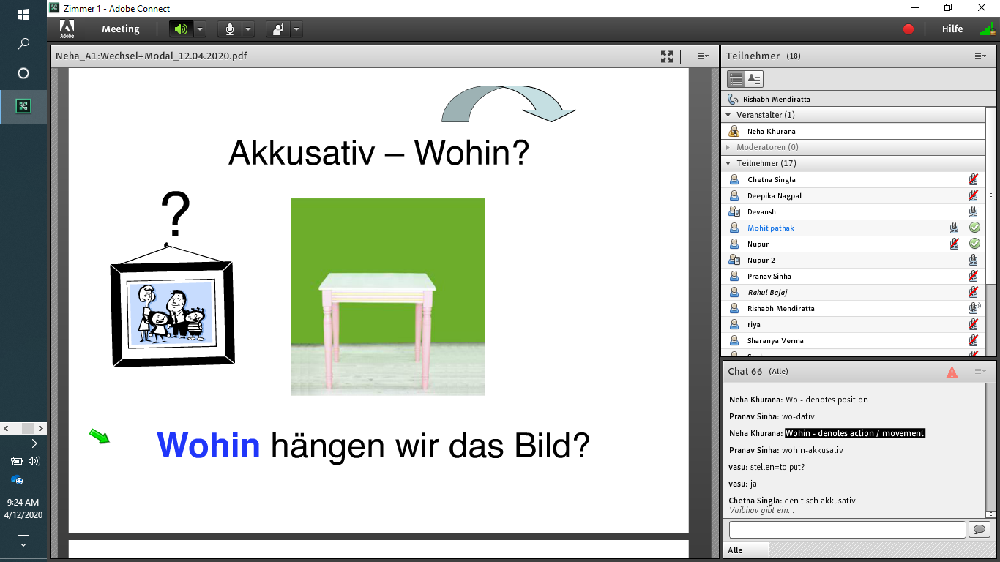 Zimmer 1 - Adobe Connect
Adobe
Meeting
Hilfe
Neha_A1:Wechsel+Modal_12.04.2020.pdf
Akkusativ – Wohin?
?
Wohin hängen wir das Bild?
Teilnehmer (18)
Rishabh Mendiratta
Veranstalter (1)
Neha Khurana
Moderatoren (0)
Teilnehmer (17)
Chetna Singla
Deepika Nagpal
Devansh
Mohit pathak
Nupur
Nupur 2
Pranav Sinha
Rahul Bajaj
Rishabh Mendiratta
riya
Sharanya Verma
Chat 66 (Alle)
Neha Khurana: Wo - denotes position
Pranav Sinha: wo-dativ
Neha Khurana: Wohin - denotes action / movement
Pranav Sinha: wohin-akkusativ
vasu: stellen=to put?
vasu: ja
Chetna Singla: den tisch akkusativ
Vaibhav gibt ein...
Alle
9:24 AM
4/12/2020